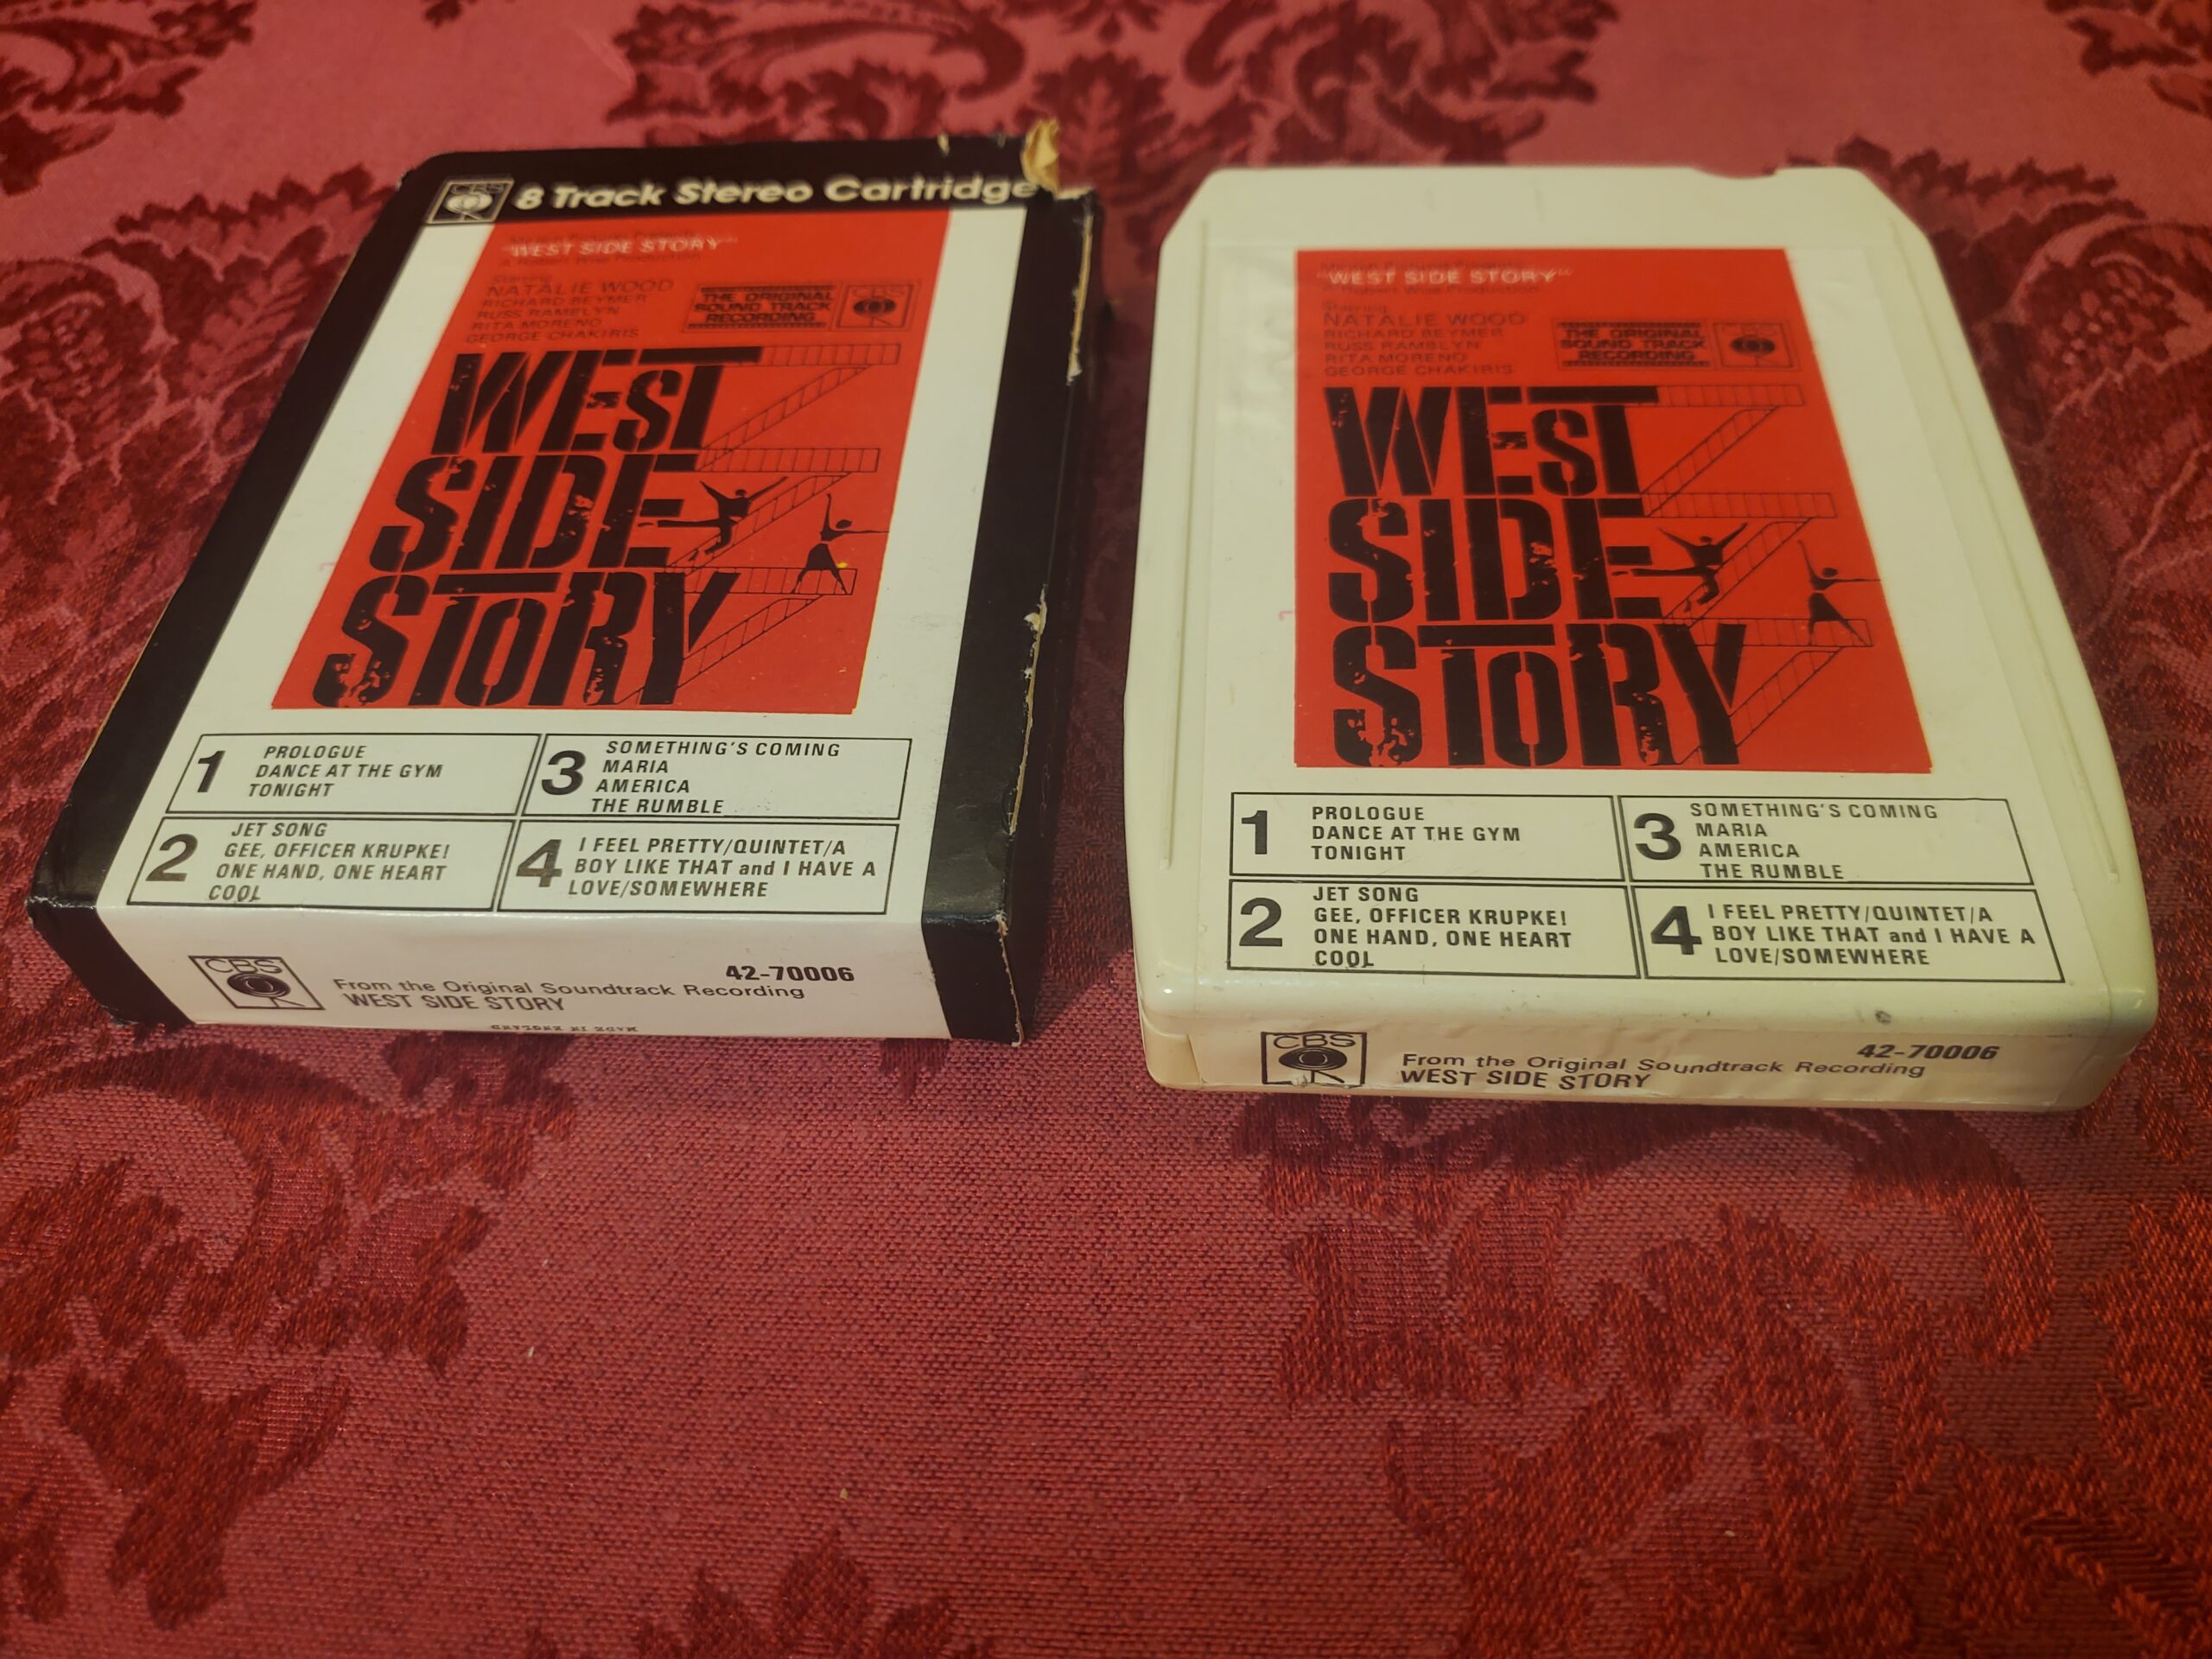 CBS
8 Track Stereo Cartridge
"WEST SIDE STORY"
Starring
NATALIE WOOD
RICHARD BEYMER
RUSS RAMBLYN
RITA MORENO
GEORGE CHAKIRIS
THE ORIGINAL
SOUND TRACK
RECORDING
WEST
SIDE
STORY
1
PROLOGUE
DANCE AT THE GYM
TONIGHT
2
JET SONG
GEE, OFFICER KRUPKE!
ONE HAND, ONE HEART
COOL
3
SOMETHING'S COMING
MARIA
AMERICA
THE RUMBLE
4
I FEEL PRETTY/QUINTET/A
BOY LIKE THAT and I HAVE A
LOVE/SOMEWHERE
CBS
42-70006
From the Original Soundtrack Recording
WEST SIDE STORY
"WEST SIDE STORY"
Starring
NATALIE WOOD
RICHARD BEYMER
RUSS RAMBLYN
RITA MORENO
GEORGE CHAKIRIS
THE ORIGINAL
SOUND TRACK
RECORDING
WEST
SIDE
STORY
1
PROLOGUE
DANCE AT THE GYM
TONIGHT
2
JET SONG
GEE, OFFICER KRUPKE!
ONE HAND, ONE HEART
COOL
3
SOMETHING'S COMING
MARIA
AMERICA
THE RUMBLE
4
I FEEL PRETTY/QUINTET/A
BOY LIKE THAT and I HAVE A
LOVE/SOMEWHERE
CBS
42-70006
From the Original Soundtrack Recording
WEST SIDE STORY